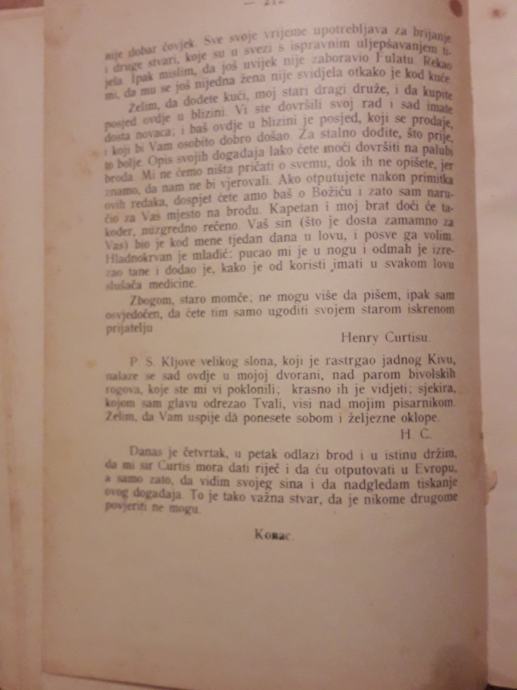 — 212
nije dobar čovjek. Sve svoje vrijeme upotrebljava za brijanje
i druge stvari, koje su u svezi s ispravnim uljepšavanjem ti-
jela. Ipak mislim, da još uvijek nije zaboravio Fulatu. Rekao
mi, da mu se još nijedna žena nije svidjela otkako je kod kuće.
Želim, da dođete kući, moj stari dragi druže, i da kupite
posjed ovdje u blizini. Vi ste dovršili svoj rad i sad imate
dosta novaca; i baš ovdje u blizini je posjed, koji se prodaje,
i koji bi Vam osobito dobro došao. Za stalno dođite, što prije,
to bolje. Opis svojih događaja lako ćete moći dovršiti na palubi
broda. Mi ne ćemo ništa pričati o svemu, dok ih ne opišete, jer
znamo, da nam ne bi vjerovali. Ako otputujete nakon primitka
ovih redaka, dospjet ćete amo baš o Božiću i zato sam naru-
čio za Vas mjesto na brodu. Kapetan i moj brat doći će ta-
kođer, nuzgredno rečeno. Vaš sin (što je dosta zamamno za
Vas) bio je kod mene tjedan dana u lovu, i posve ga volim.
Hladnokrvan je mladić; pucao mi je u nogu i odmah je izre-
zao tane i dodao je, kako je od koristi imati u svakom lovu
slušača medicine.
Zbogom, staro momče; ne mogu više da pišem, ipak sam
osvjedočen, da ćete tim samo ugoditi svojem starom iskrenom
prijatelju
Henry Curtisu.
P. S. Kljove velikog slona, koji je rastrgao jadnog Kivu,
nalaze se sad ovdje u mojoj dvorani, nad parom bivolskih
rogova, koje ste mi vi poklonili; krasno ih je vidjeti; sjekira,
kojom sam glavu odrezao Tvali, visi nad mojim pisarnikom.
Želim, da Vam uspije da ponesete sobom i željezne oklope.
H. C.
Danas je četvrtak, u petak odlazi brod i u istinu držim,
da mi sir Curtis mora dati riječ i da ću otputovati u Evropu,
a samo zato, da vidim svojeg sina i da nadgledam tiskanje
ovog događaja. To je tako važna stvar, da je nikome drugome
povjeriti ne mogu.
Konac.